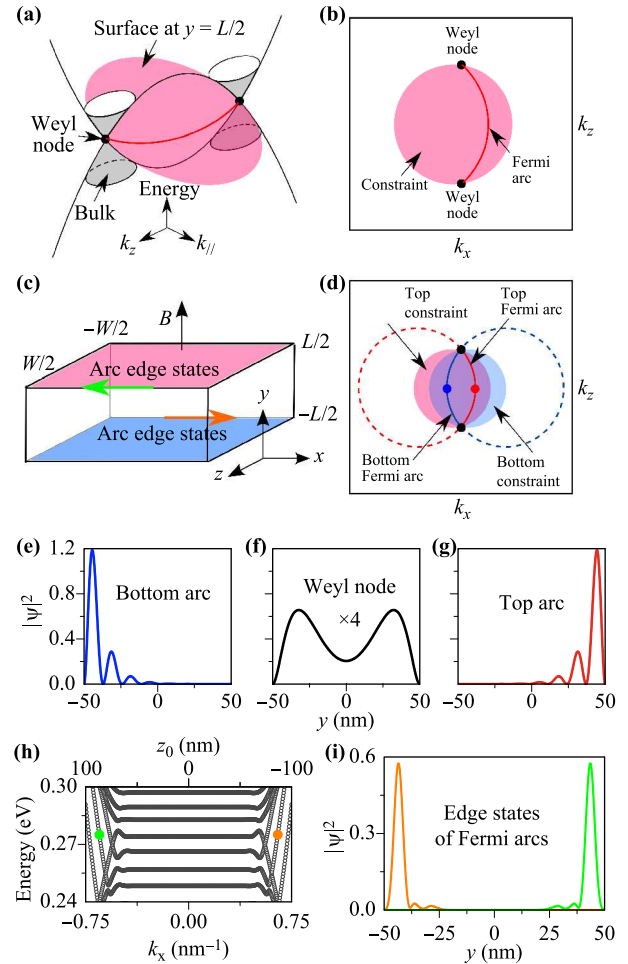 (a)
Surface at y = L/2
Weyl
node
Bulk
Energy
k_z
k_//
(b)
Weyl
node
Constraint
Fermi
arc
Weyl
node
k_z
k_x
(c)
B
−W/2
W/2
L/2
Arc edge states
Arc edge states
−L/2
y
x
z
(d)
Top
constraint
Top
Fermi arc
k_z
Bottom
Fermi arc
Bottom
constraint
k_x
(e)
|ψ|²
1.2
0.6
0.0
Bottom arc
−50
0
50
(f)
Weyl node
×4
−50
0
50
y (nm)
(g)
Top arc
−50
0
50
(h)
z₀ (nm)
100
0
−100
Energy (eV)
0.30
0.27
0.24
−0.75
0.00
0.75
k_x (nm⁻¹)
(i)
|ψ|²
0.6
0.3
0.0
Edge states
of Fermi arcs
−50
−25
0
25
50
y (nm)